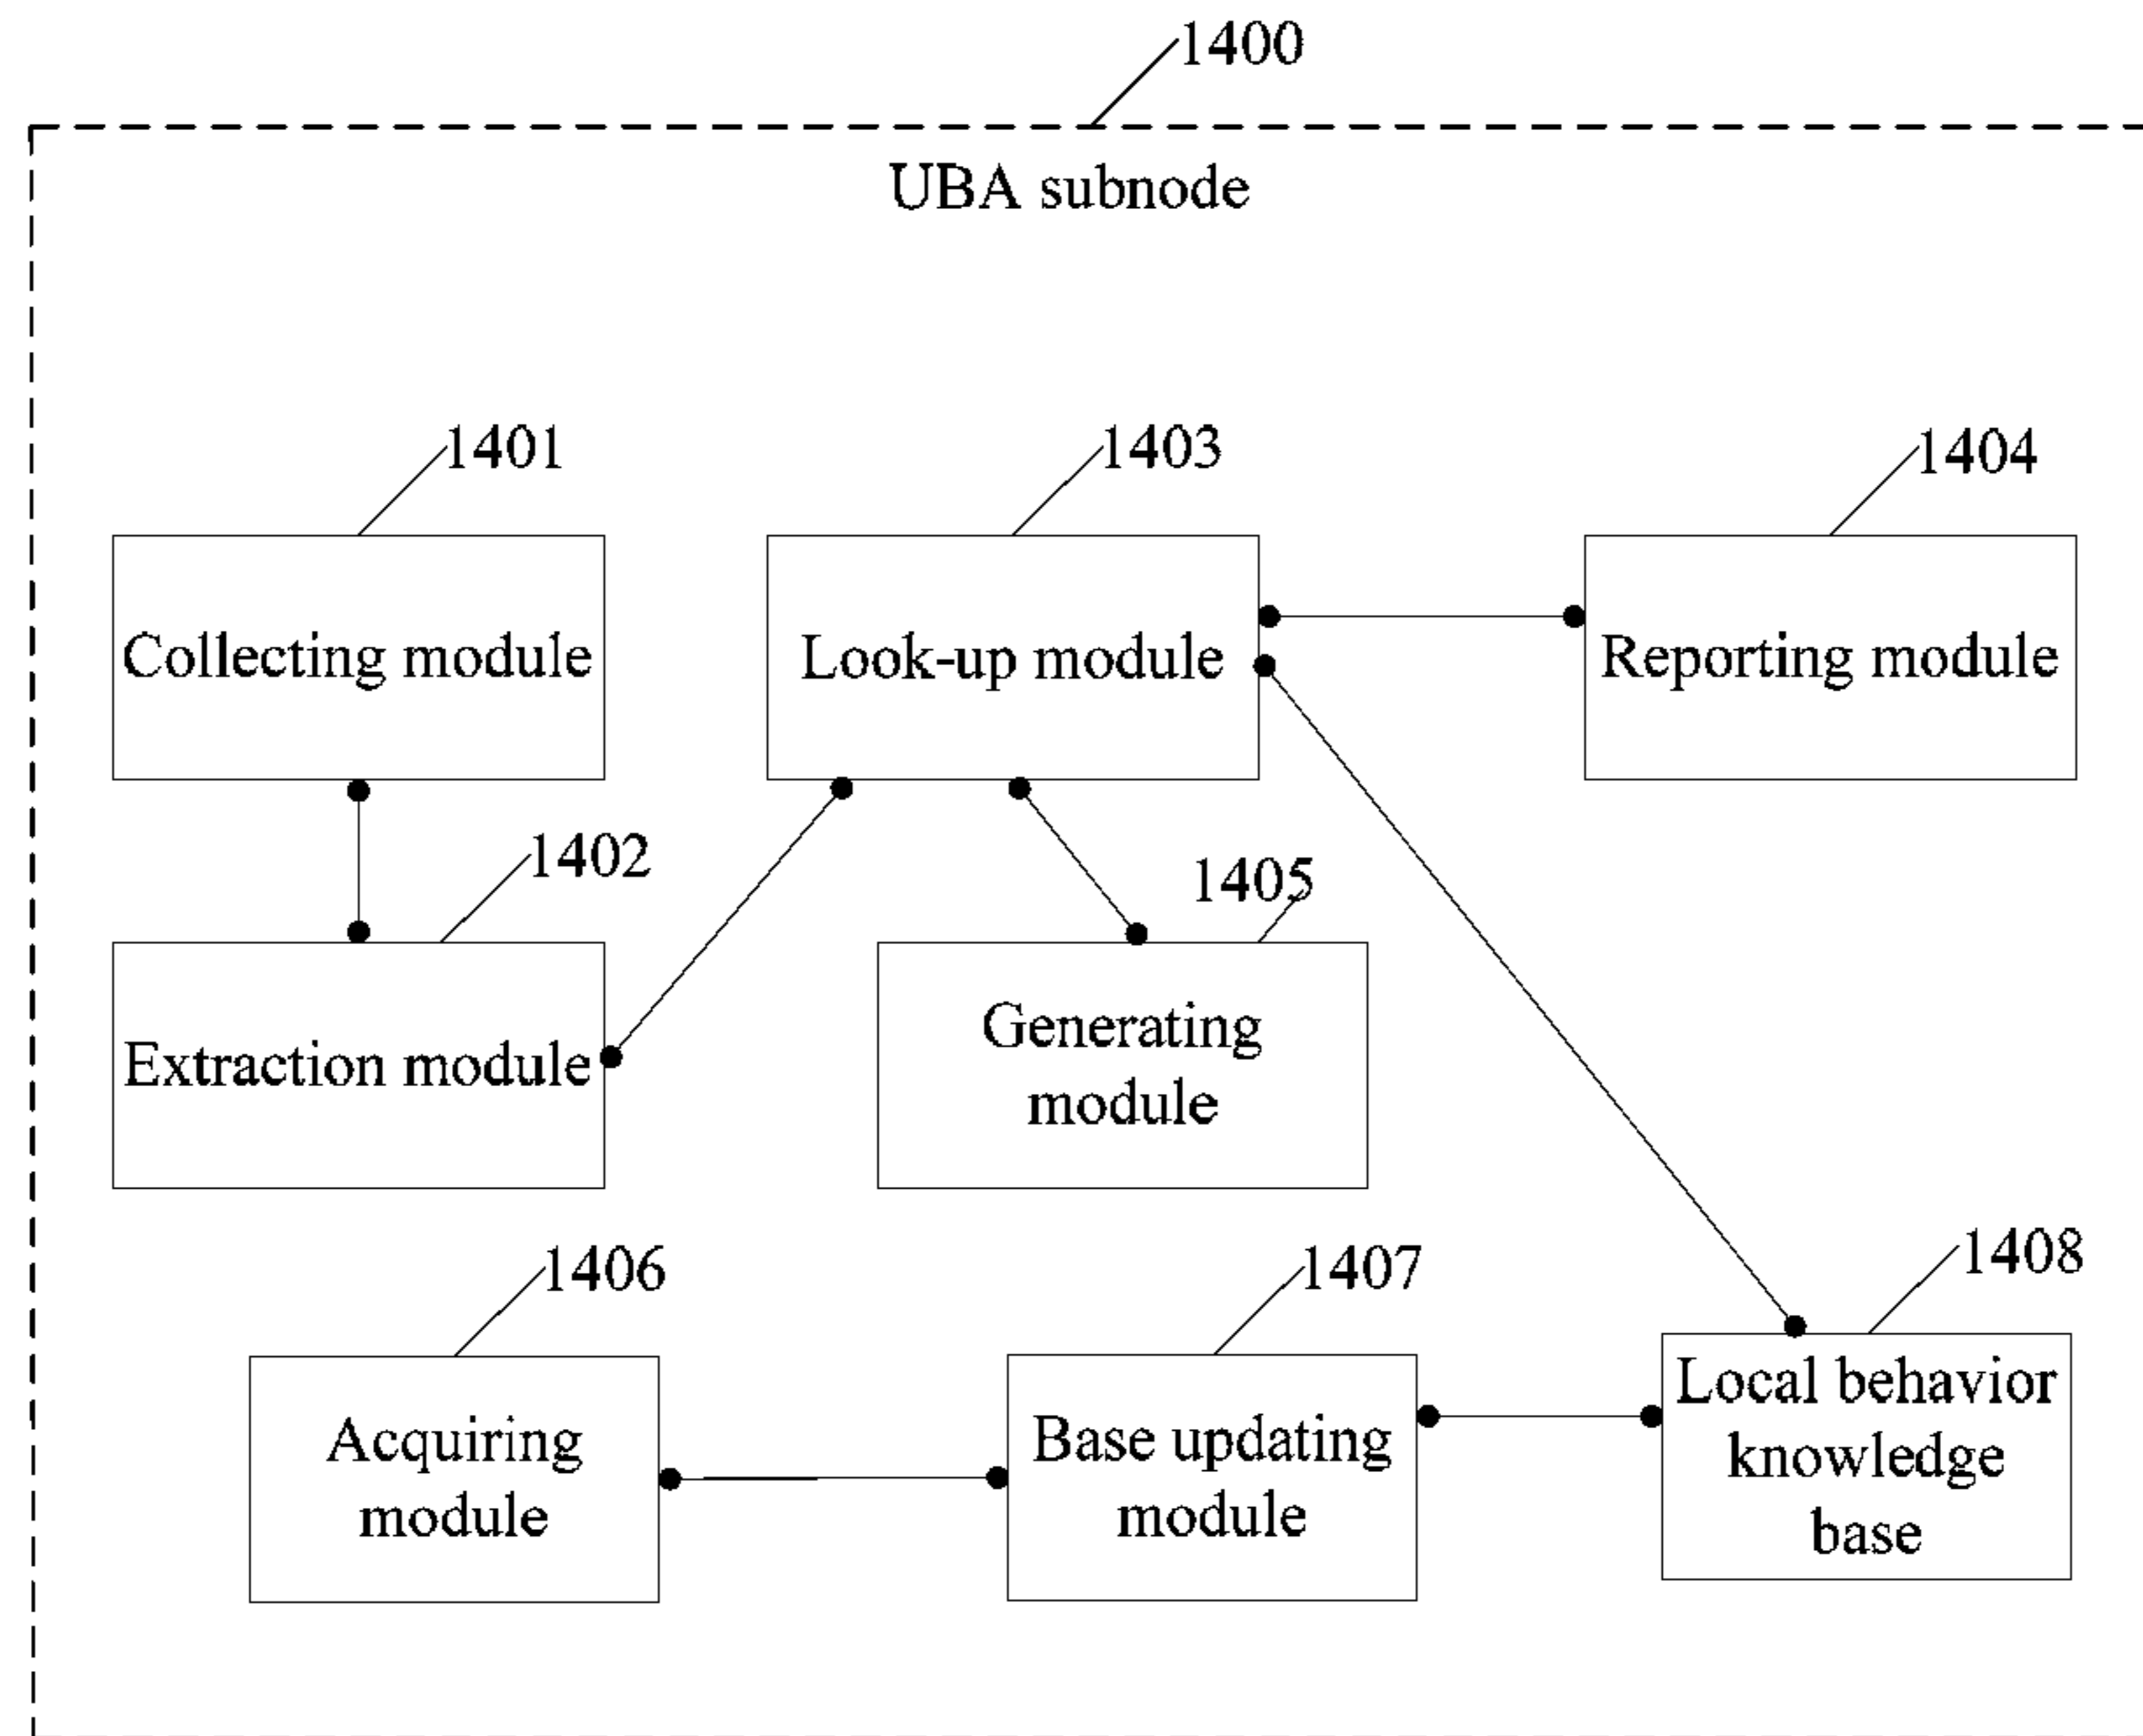 1400
UBA subnode
1401
1403
1404
Collecting module
Look-up module
Reporting module
1402
1405
Extraction module
Generating
module
1406
1407
1408
Acquiring
module
Base updating
module
Local behavior
knowledge
base